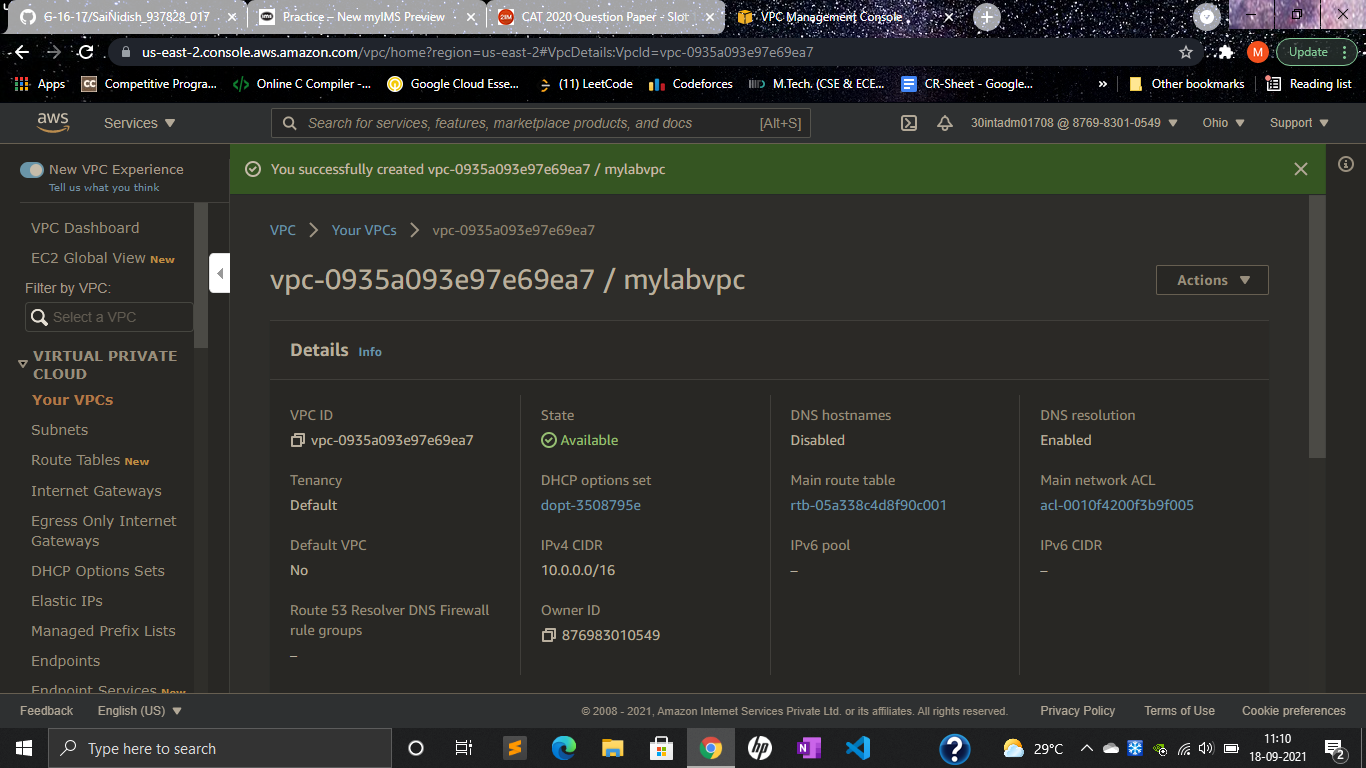 G-16-17/SaiNidish_937828_017
Practice – New myIMS Preview
CAT 2020 Question Paper - Slot
VPC Management Console
us-east-2.console.aws.amazon.com/vpc/home?region=us-east-2#VpcDetails:VpcId=vpc-0935a093e97e69ea7
M
Update
Apps
Competitive Progra...
Online C Compiler -...
Google Cloud Esse...
(11) LeetCode
Codeforces
M.Tech. (CSE & ECE...
CR-Sheet - Google...
»
Other bookmarks
Reading list
aws
Services
Search for services, features, marketplace products, and docs
[Alt+S]
30intadm01708 @ 8769-8301-0549
Ohio
Support
New VPC Experience
Tell us what you think
VPC Dashboard
EC2 Global View New
Filter by VPC:
Select a VPC
VIRTUAL PRIVATE
CLOUD
Your VPCs
Subnets
Route Tables New
Internet Gateways
Egress Only Internet
Gateways
DHCP Options Sets
Elastic IPs
Managed Prefix Lists
Endpoints
Endpoint Services New
You successfully created vpc-0935a093e97e69ea7 / mylabvpc
VPC
Your VPCs
vpc-0935a093e97e69ea7
vpc-0935a093e97e69ea7 / mylabvpc
Actions
Details Info
VPC ID
vpc-0935a093e97e69ea7
State
Available
DNS hostnames
Disabled
DNS resolution
Enabled
Tenancy
Default
DHCP options set
dopt-3508795e
Main route table
rtb-05a338c4d8f90c001
Main network ACL
acl-0010f4200f3b9f005
Default VPC
No
IPv4 CIDR
10.0.0.0/16
IPv6 pool
–
IPv6 CIDR
–
Route 53 Resolver DNS Firewall
rule groups
–
Owner ID
876983010549
Feedback
English (US)
© 2008 - 2021, Amazon Internet Services Private Ltd. or its affiliates. All rights reserved.
Privacy Policy
Terms of Use
Cookie preferences
Type here to search
29°C
11:10
18-09-2021
2